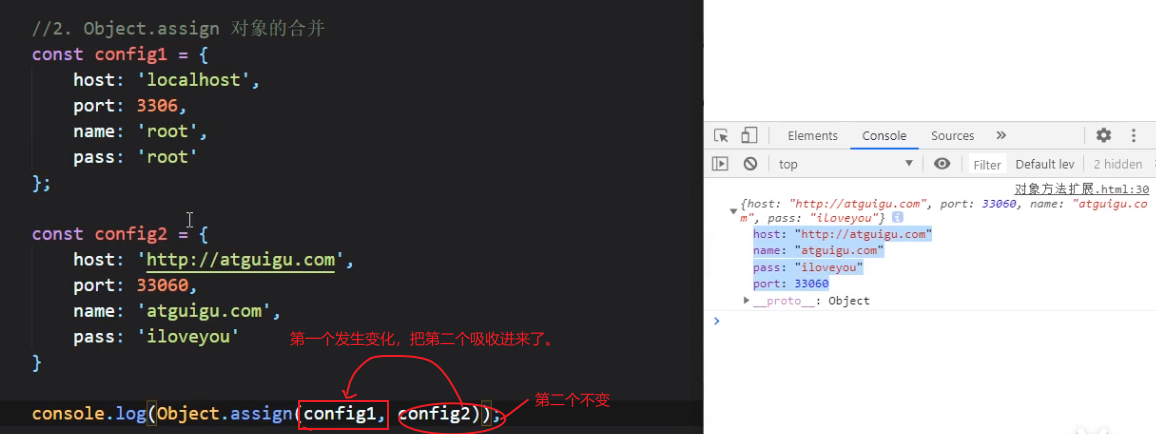 //2. Object.assign 对象的合并
const config1 = {
host: 'localhost',
port: 3306,
name: 'root',
pass: 'root'
};
const config2 = {
host: 'http://atguigu.com',
port: 33060,
name: 'atguigu.com',
pass: 'iloveyou'
}
第一个发生变化，把第二个吸收进来了。
第二个不变
console.log(Object.assign(config1, config2));
Elements Console Sources »
top Filter Default lev 2 hidden
对象方法扩展.html:30
{host: "http://atguigu.com", port: 33060, name: "atguigu.co
m", pass: "iloveyou"} i
host: "http://atguigu.com"
name: "atguigu.com"
pass: "iloveyou"
port: 33060
__proto__: Object
>